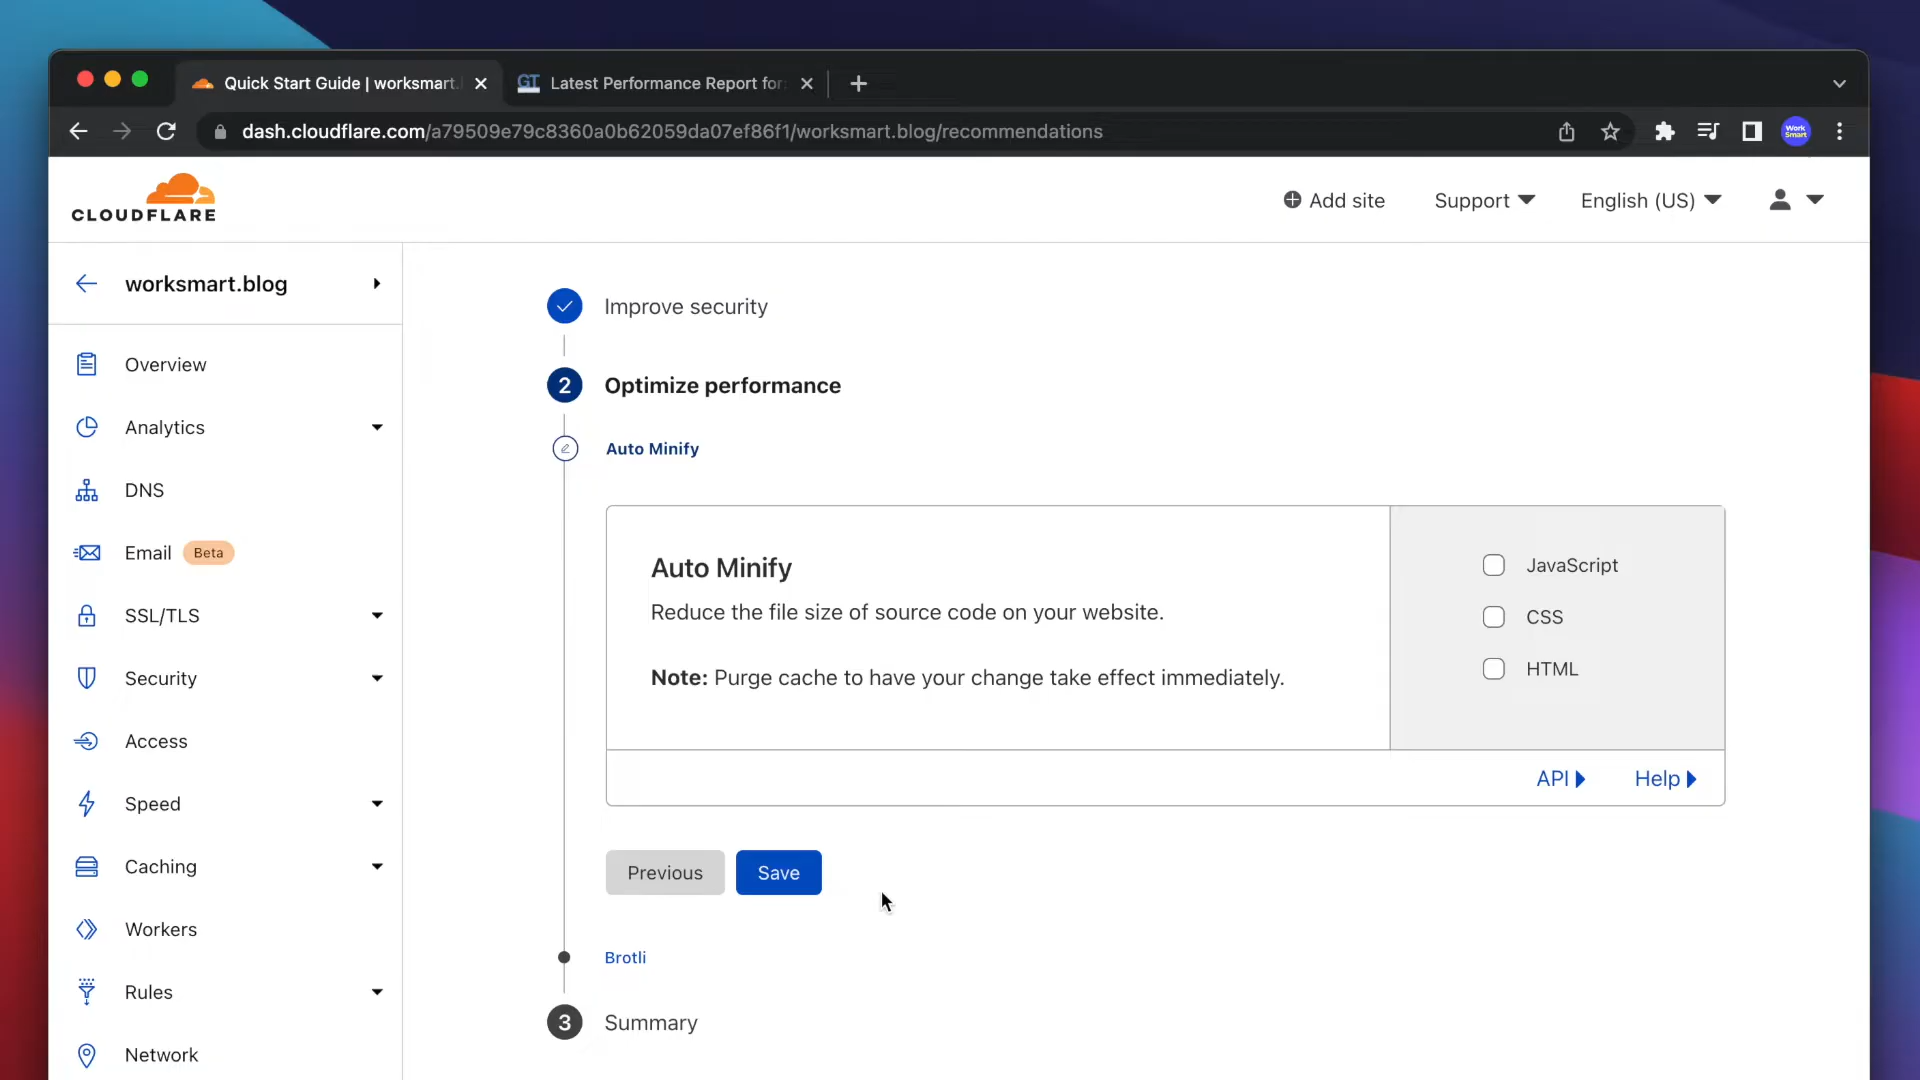 Quick Start Guide | worksmart.
GT Latest Performance Report for
dash.cloudflare.com/a79509e79c8360a0b62059da07ef86f1/worksmart.blog/recommendations
Work Smart
CLOUDFLARE
Add site
Support
English (US)
worksmart.blog
Overview
Analytics
DNS
Email Beta
SSL/TLS
Security
Access
Speed
Caching
Workers
Rules
Network
Improve security
2 Optimize performance
Auto Minify
Auto Minify
Reduce the file size of source code on your website.
Note: Purge cache to have your change take effect immediately.
JavaScript
CSS
HTML
API
Help
Previous
Save
Brotli
3 Summary